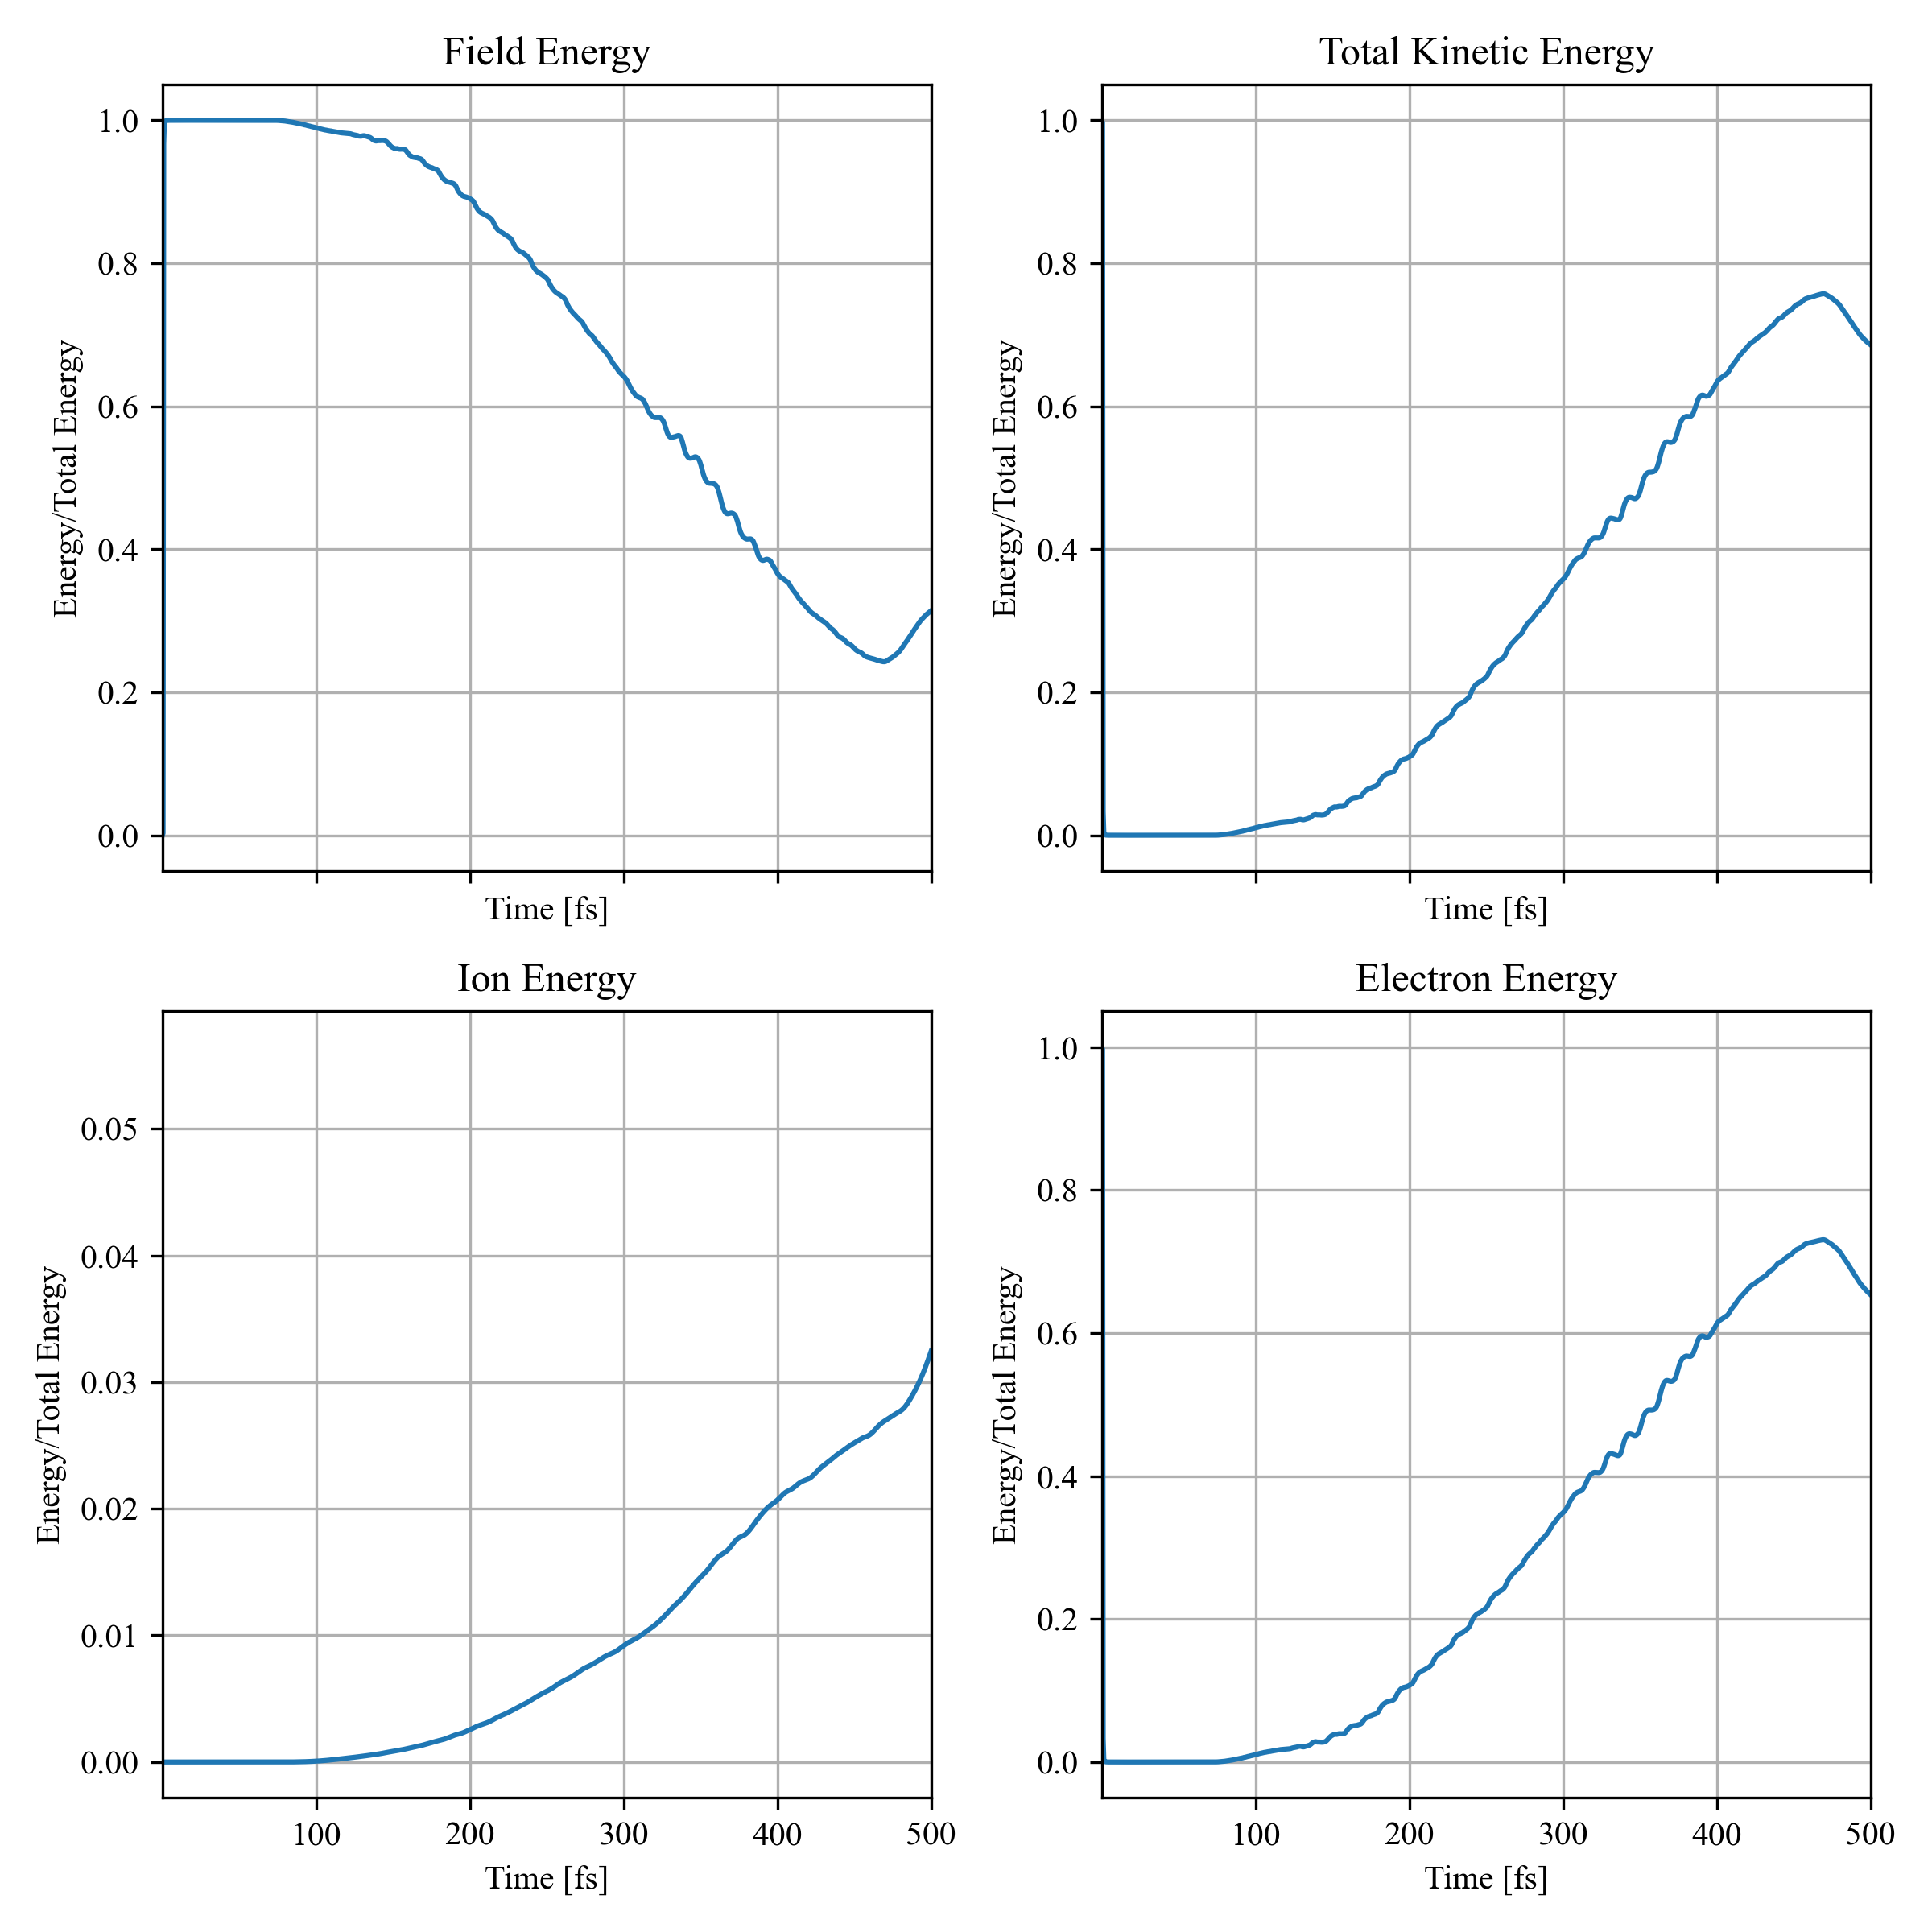 Field Energy
Energy/Total Energy
1.0
0.8
0.6
0.4
0.2
0.0
Time [fs]
Total Kinetic Energy
Energy/Total Energy
1.0
0.8
0.6
0.4
0.2
0.0
Time [fs]
Ion Energy
Energy/Total Energy
0.05
0.04
0.03
0.02
0.01
0.00
100 200 300 400 500
Time [fs]
Electron Energy
Energy/Total Energy
1.0
0.8
0.6
0.4
0.2
0.0
100 200 300 400 500
Time [fs]